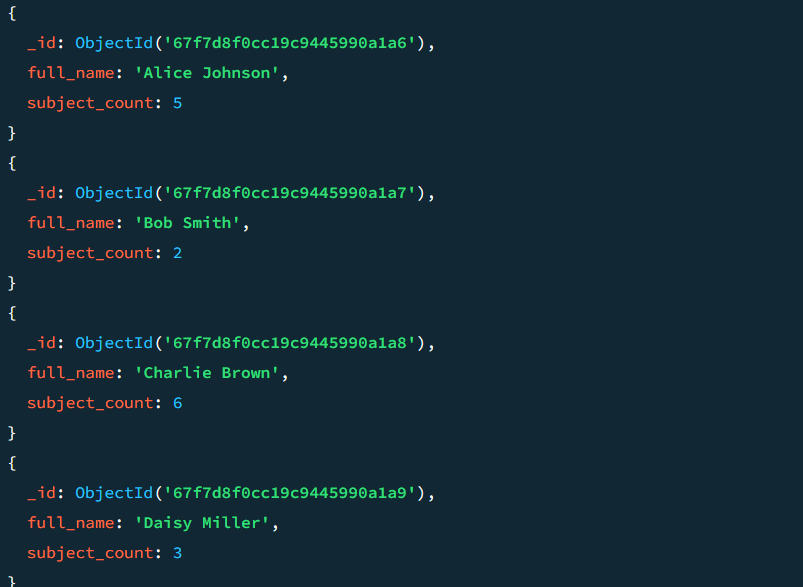 {
_id: ObjectId('67f7d8f0cc19c9445990a1a6'),
full_name: 'Alice Johnson',
subject_count: 5
}
{
_id: ObjectId('67f7d8f0cc19c9445990a1a7'),
full_name: 'Bob Smith',
subject_count: 2
}
{
_id: ObjectId('67f7d8f0cc19c9445990a1a8'),
full_name: 'Charlie Brown',
subject_count: 6
}
{
_id: ObjectId('67f7d8f0cc19c9445990a1a9'),
full_name: 'Daisy Miller',
subject_count: 3
}